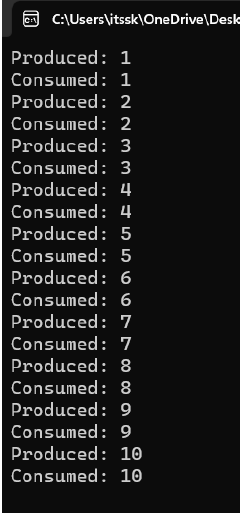 C:\Users\itssk\OneDrive\Desk
Produced: 1
Consumed: 1
Produced: 2
Consumed: 2
Produced: 3
Consumed: 3
Produced: 4
Consumed: 4
Produced: 5
Consumed: 5
Produced: 6
Consumed: 6
Produced: 7
Consumed: 7
Produced: 8
Consumed: 8
Produced: 9
Consumed: 9
Produced: 10
Consumed: 10